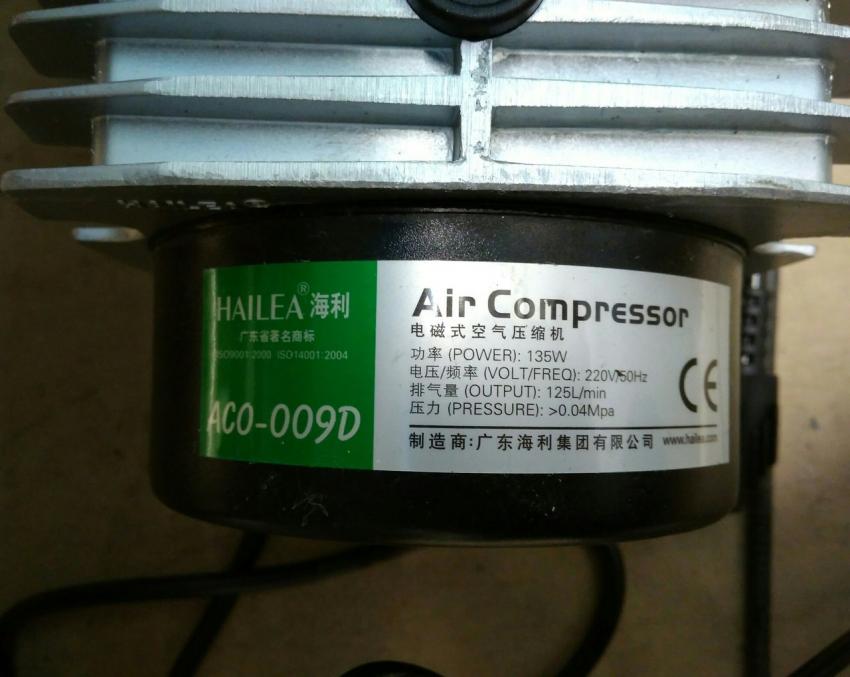 HAILEA® 海利
广东省著名商标
ISO9001:2000 ISO14001:2004
ACO-009D
Air Compressor
电磁式空气压缩机
功率 (POWER): 135W
电压/频率 (VOLT/FREQ): 220V/50Hz
排气量 (OUTPUT): 125L/min
压力 (PRESSURE): >0.04Mpa
CE
制造商:广东海利集团有限公司 www.hailea.com